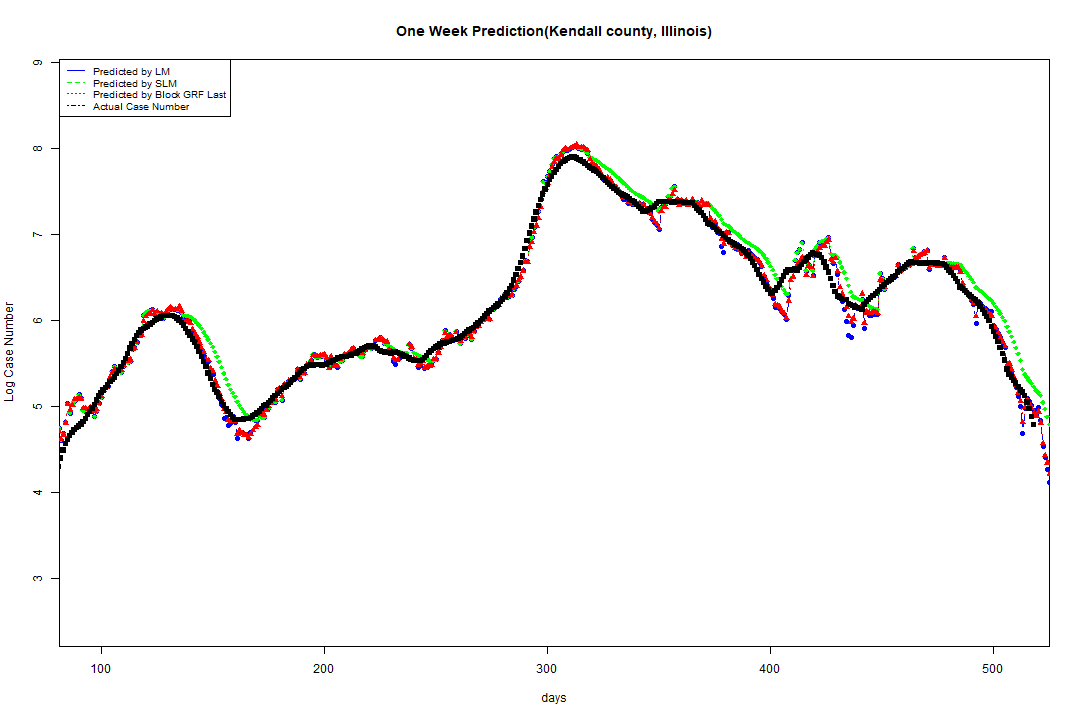 One Week Prediction(Kendall county, Illinois)
Predicted by LM
Predicted by SLM
Predicted by Block GRF Last
Actual Case Number
9
8
7
6
5
4
3
Log Case Number
100 200 300 400 500
days